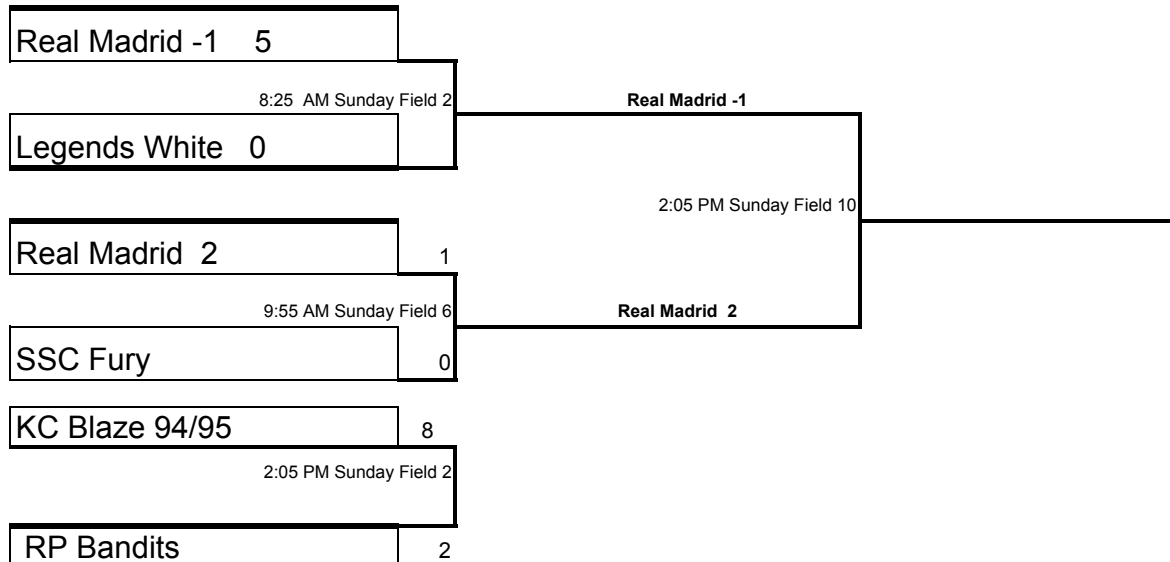 Real Madrid -1 5
8:25 AM Sunday Field 2
Real Madrid -1
Legends White 0
2:05 PM Sunday Field 10
Real Madrid 2 1
9:55 AM Sunday Field 6
Real Madrid 2
SSC Fury 0
KC Blaze 94/95 8
2:05 PM Sunday Field 2
RP Bandits 2